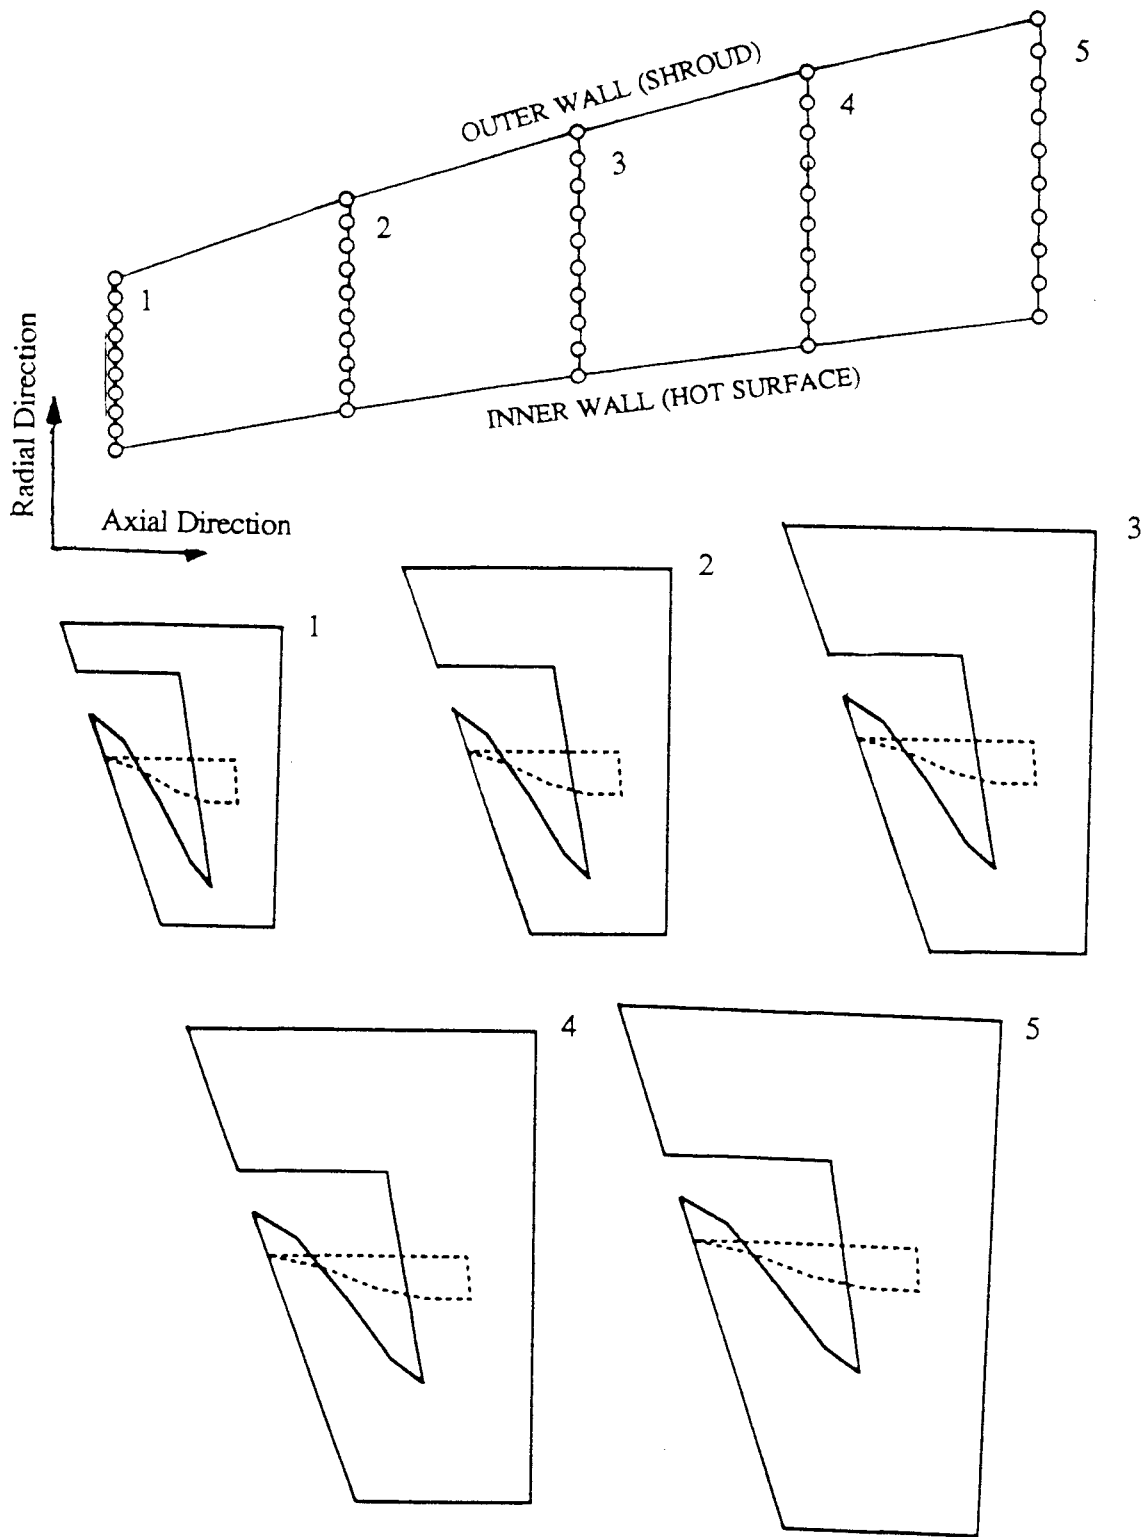 5
OUTER WALL (SHROUD)
4
3
2
1
INNER WALL (HOT SURFACE)
Radial Direction
Axial Direction
3
2
1
4
5